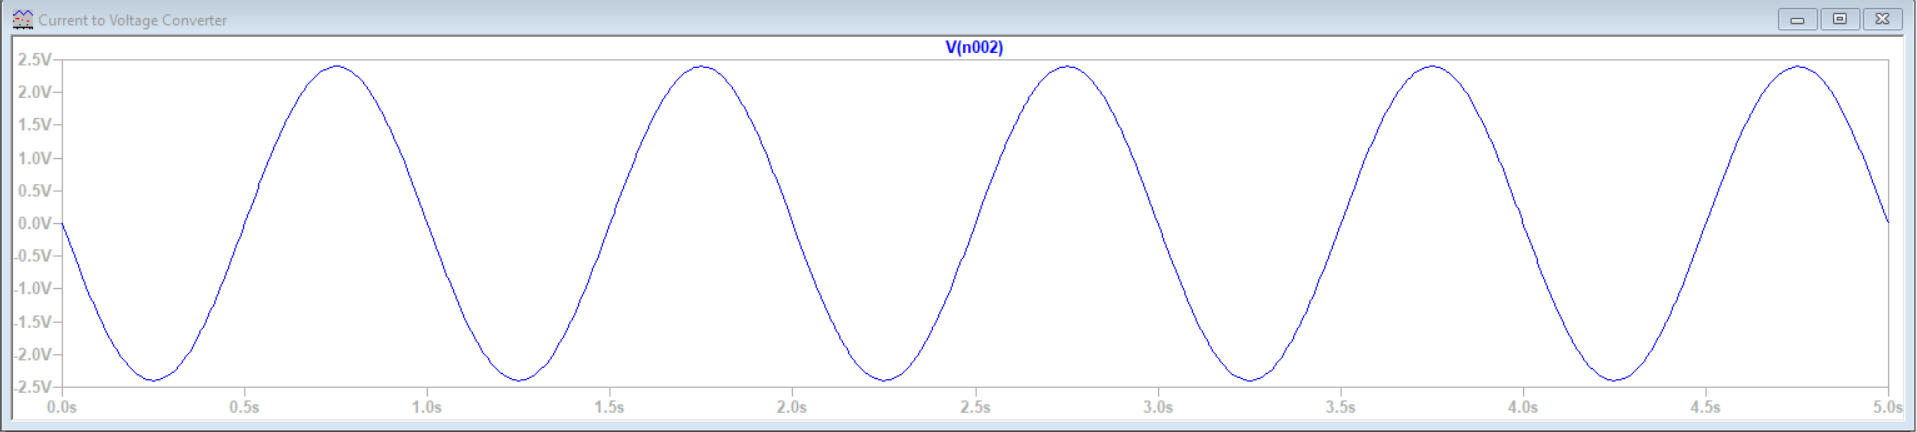 Current to Voltage Converter
V(n002)
2.5V
2.0V
1.5V
1.0V
0.5V
0.0V
-0.5V
-1.0V
-1.5V
-2.0V
-2.5V
0.0s 0.5s 1.0s 1.5s 2.0s 2.5s 3.0s 3.5s 4.0s 4.5s 5.0s